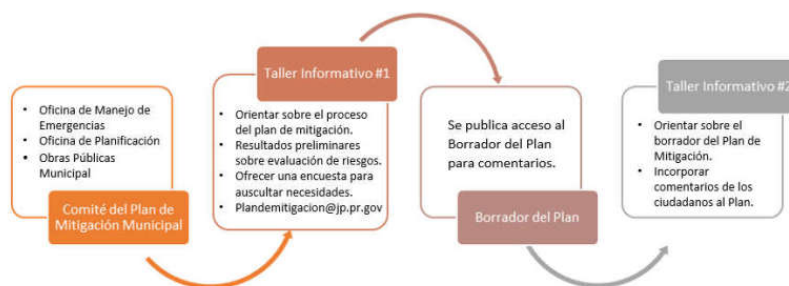 • Oficina de Manejo de
Emergencias
• Oficina de Planificación
• Obras Públicas
Municipal
Comité del Plan de
Mitigación Municipal
Taller Informativo #1
• Orientar sobre el proceso
del plan de mitigación.
• Resultados preliminares
sobre evaluación de riesgos.
• Ofrecer una encuesta para
auscultar necesidades.
• Plandemitigacion@jp.pr.gov
Se publica acceso al
Borrador del Plan
para comentarios.
Borrador del Plan
Taller Informativo #2
• Orientar sobre el
borrador del Plan de
Mitigación.
• Incorporar
comentarios de los
ciudadanos al Plan.